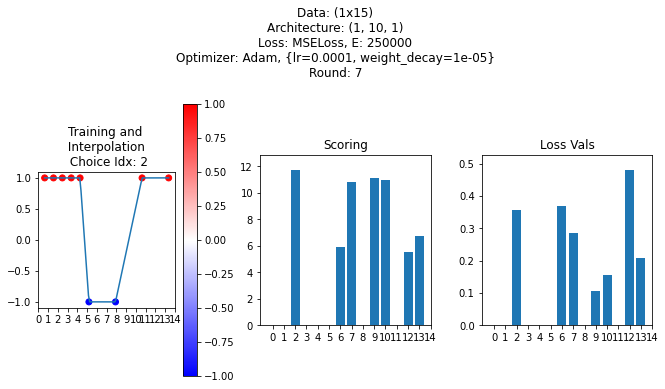 Data: (1x15)
Architecture: (1, 10, 1)
Loss: MSELoss, E: 250000
Optimizer: Adam, {lr=0.0001, weight_decay=1e-05}
Round: 7
Training and
Interpolation
Choice Idx: 2
1.0
0.5
0.0
−0.5
−1.0
0 1 2 3 4 5 6 7 8 9 10 11 12 13 14
1.00
0.75
0.50
0.25
0.00
−0.25
−0.50
−0.75
−1.00
Scoring
12
10
8
6
4
2
0
0 1 2 3 4 5 6 7 8 9 10 11 12 13 14
Loss Vals
0.5
0.4
0.3
0.2
0.1
0.0
0 1 2 3 4 5 6 7 8 9 10 11 12 13 14